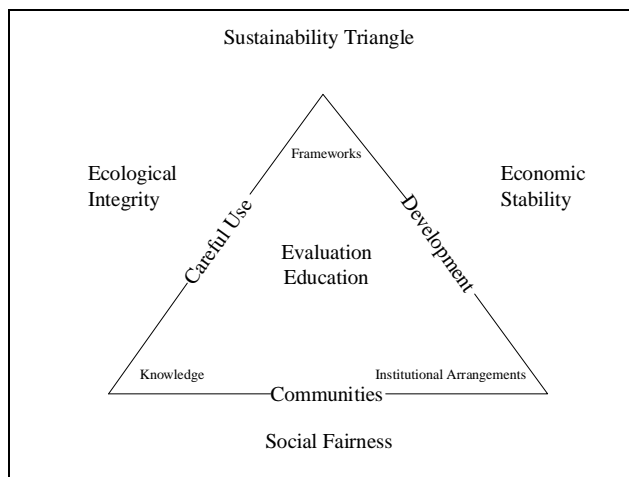 Sustainability Triangle
Frameworks
Ecological
Integrity
Economic
Stability
Careful Use
Development
Evaluation
Education
Knowledge
Institutional Arrangements
Communities
Social Fairness